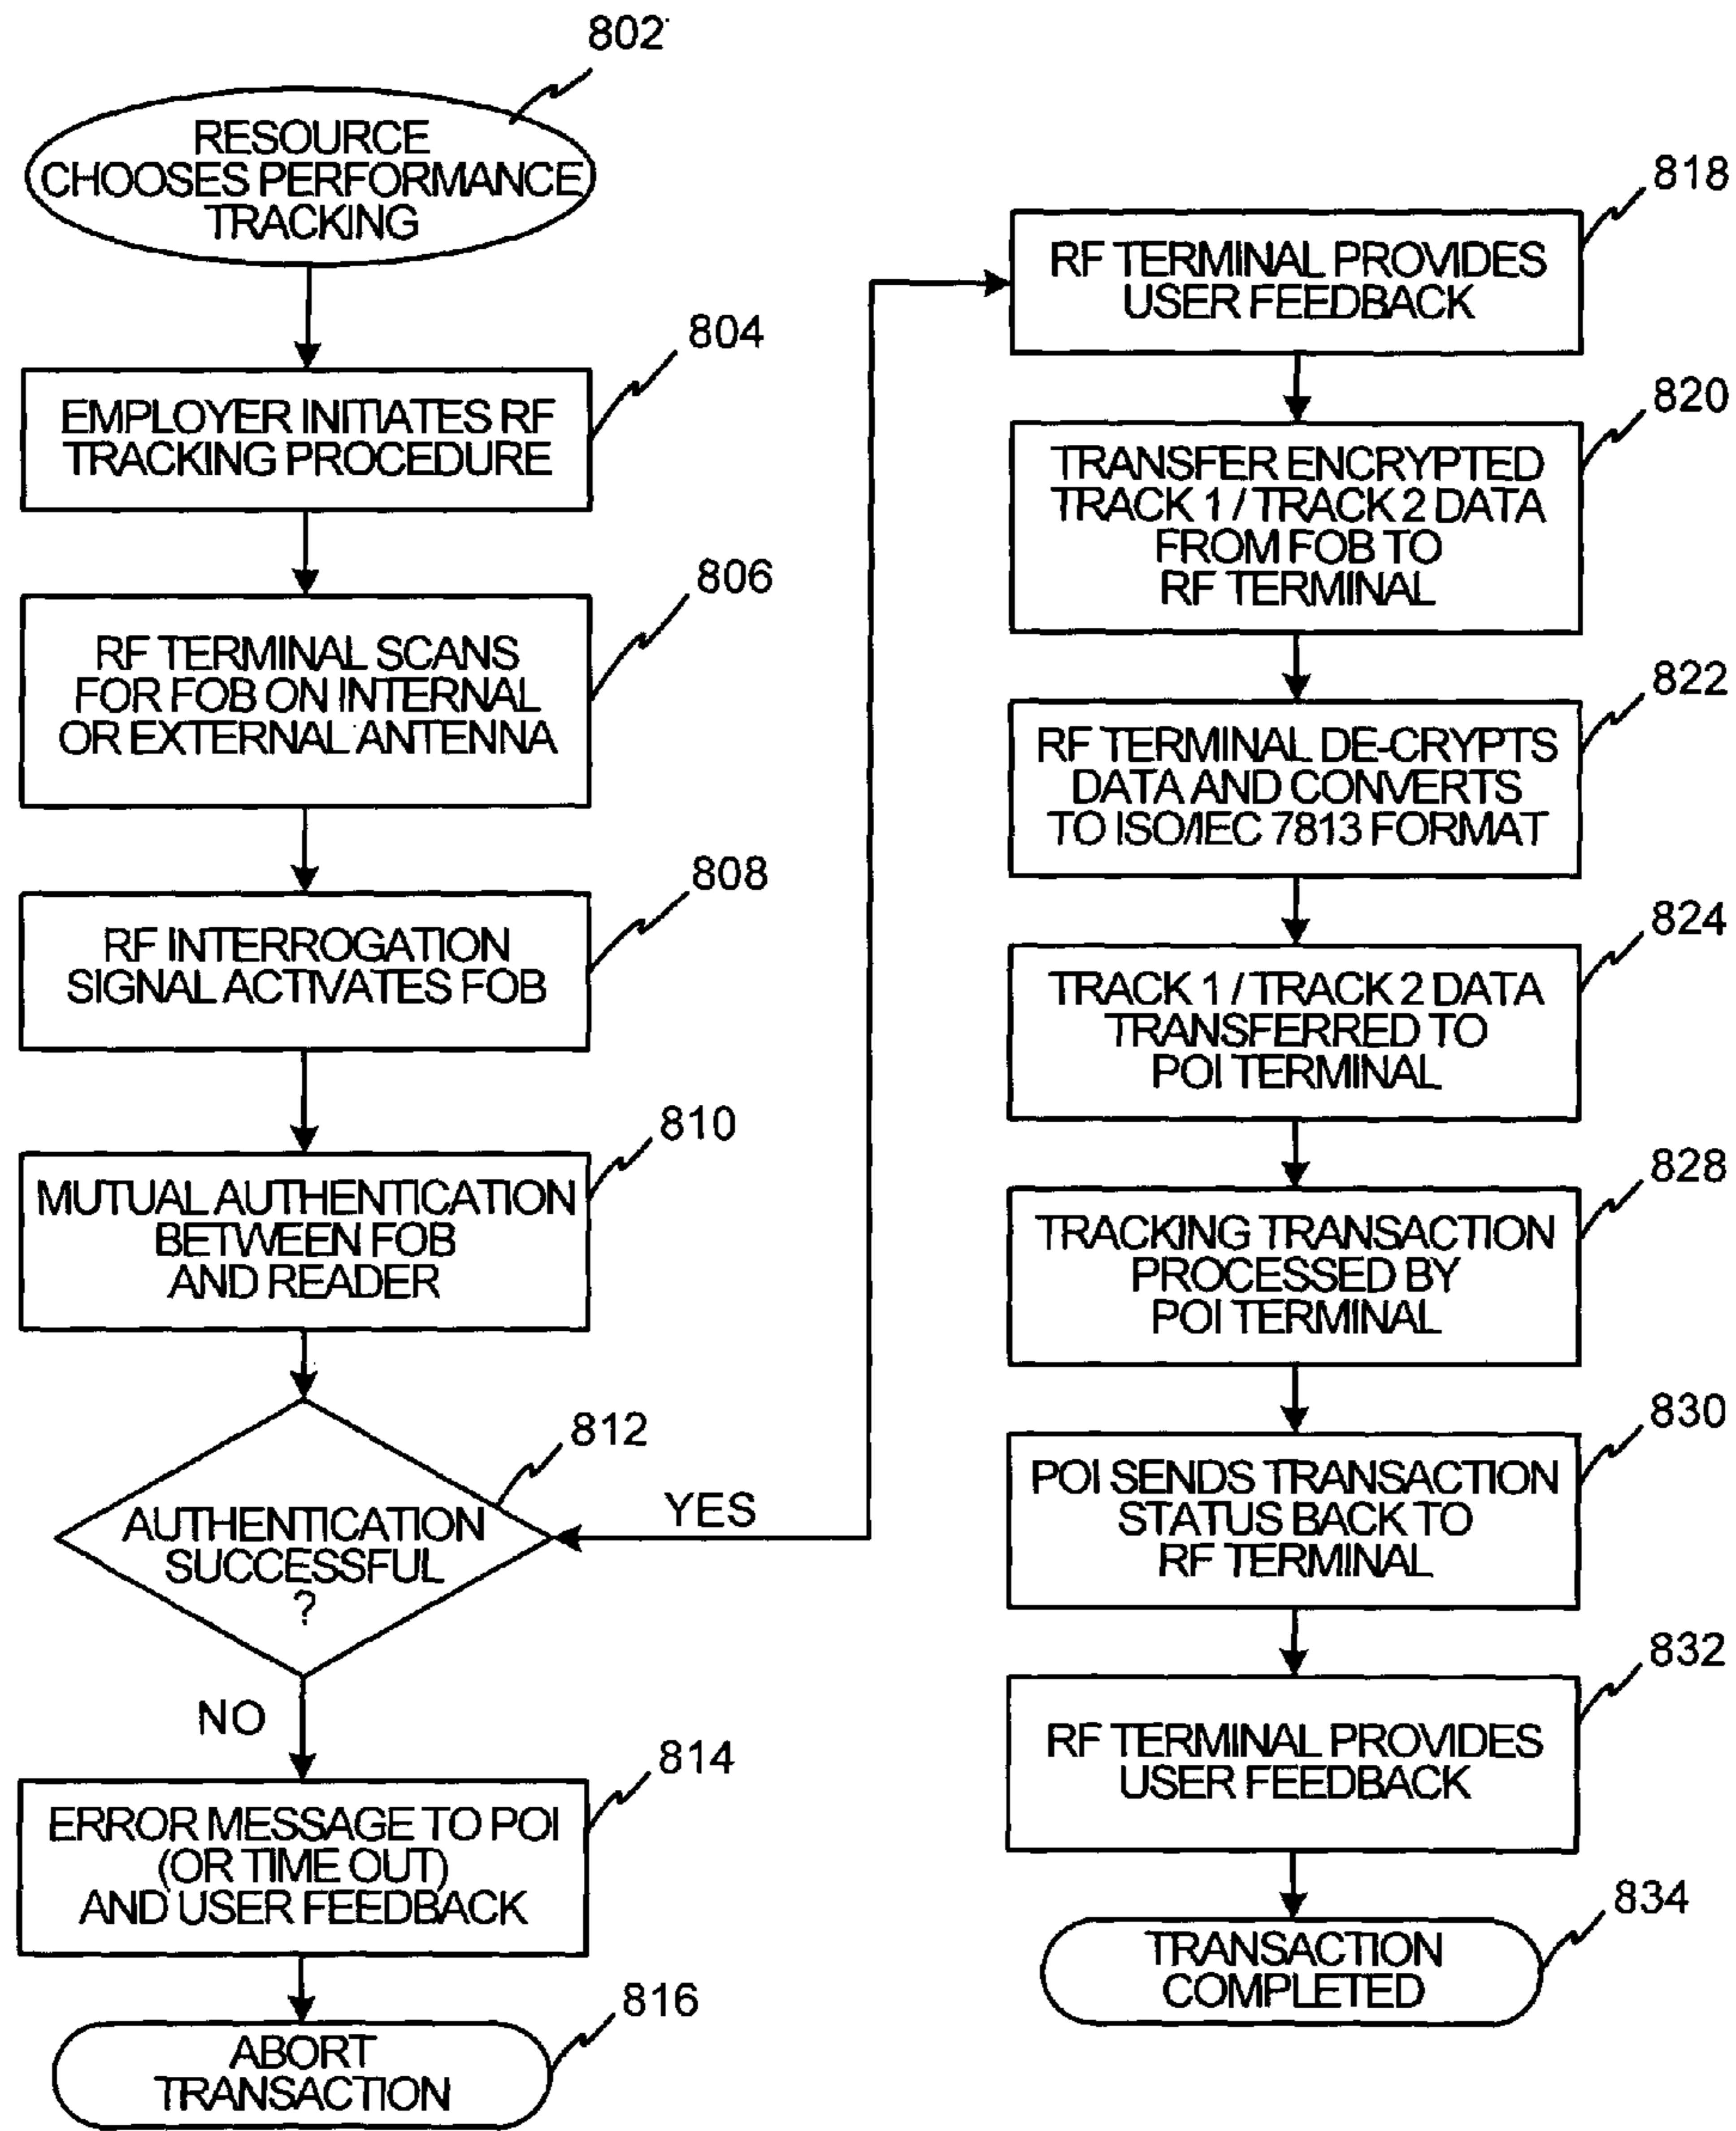 802
RESOURCE
CHOOSES PERFORMANCE
TRACKING
804
EMPLOYER INITIATES RF
TRACKING PROCEDURE
806
RF TERMINAL SCANS
FOR FOB ON INTERNAL
OR EXTERNAL ANTENNA
808
RF INTERROGATION
SIGNAL ACTIVATES FOB
810
MUTUAL AUTHENTICATION
BETWEEN FOB
AND READER
812
AUTHENTICATION
SUCCESSFUL
?
YES
NO
814
ERROR MESSAGE TO POI
(OR TIME OUT)
AND USER FEEDBACK
816
ABORT
TRANSACTION
818
RF TERMINAL PROVIDES
USER FEEDBACK
820
TRANSFER ENCRYPTED
TRACK 1 / TRACK 2 DATA
FROM FOB TO
RF TERMINAL
822
RF TERMINAL DE-CRYPTS
DATA AND CONVERTS
TO ISO/IEC 7813 FORMAT
824
TRACK 1 / TRACK 2 DATA
TRANSFERRED TO
POI TERMINAL
828
TRACKING TRANSACTION
PROCESSED BY
POI TERMINAL
830
POI SENDS TRANSACTION
STATUS BACK TO
RF TERMINAL
832
RF TERMINAL PROVIDES
USER FEEDBACK
834
TRANSACTION
COMPLETED